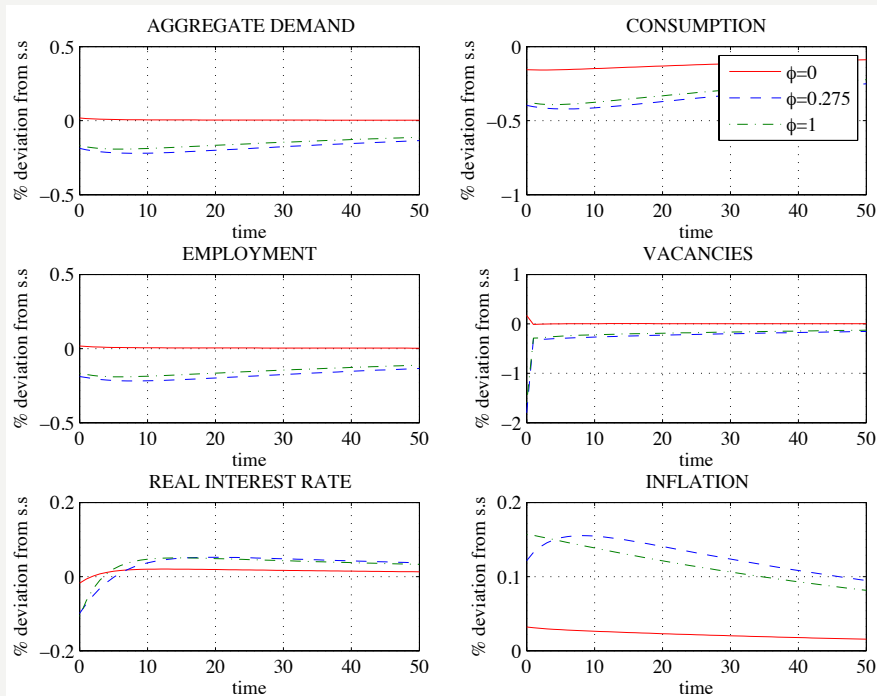 AGGREGATE DEMAND
% deviation from s.s
0.5
0
−0.5
0 10 20 30 40 50
time
CONSUMPTION
% deviation from s.s
0
−0.5
−1
0 10 20 30 40 50
time
ϕ=0
ϕ=0.275
ϕ=1
EMPLOYMENT
% deviation from s.s
0.5
0
−0.5
0 10 20 30 40 50
time
VACANCIES
% deviation from s.s
1
0
−1
−2
0 10 20 30 40 50
time
REAL INTEREST RATE
% deviation from s.s
0.2
0
−0.2
0 10 20 30 40 50
time
INFLATION
% deviation from s.s
0.2
0.1
0
0 10 20 30 40 50
time